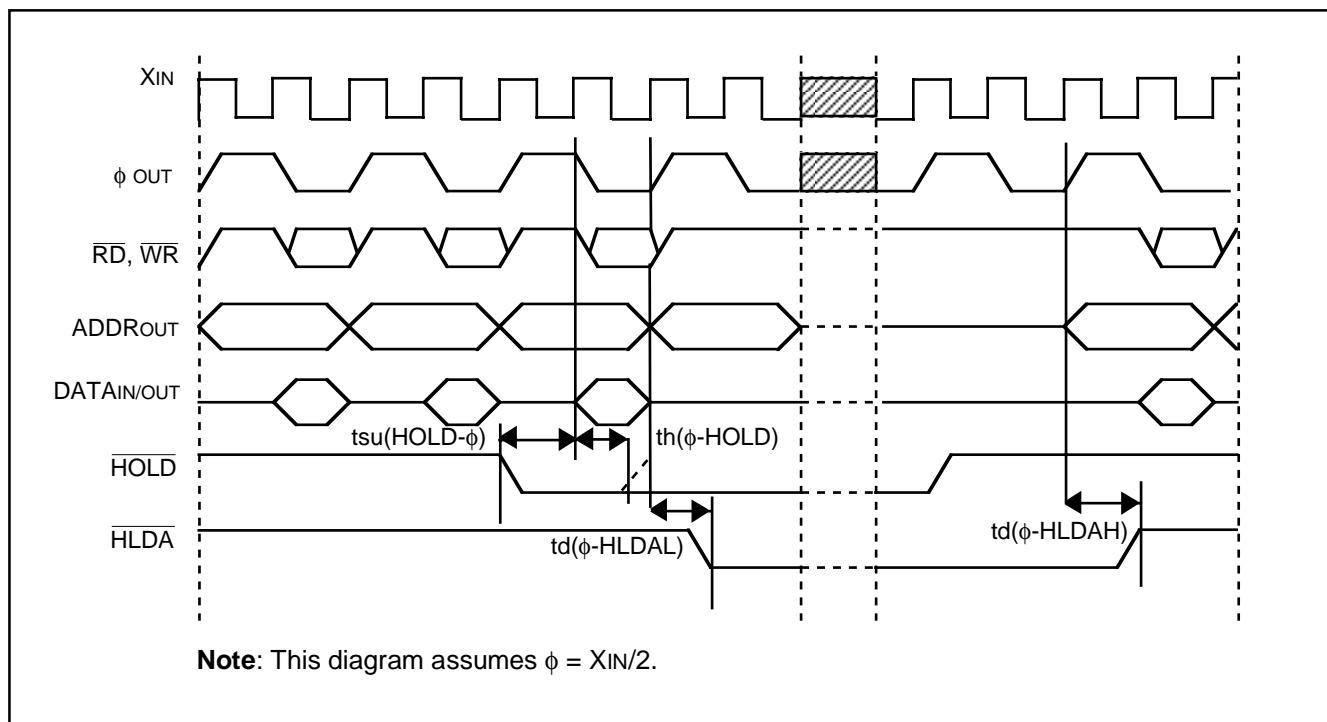 XIN
ϕ OUT
RD, WR
ADDROUT
DATAIN/OUT
tsu(HOLD-ϕ)
th(ϕ-HOLD)
HOLD
HLDA
td(ϕ-HLDAL)
td(ϕ-HLDAH)
Note: This diagram assumes ϕ = XIN/2.